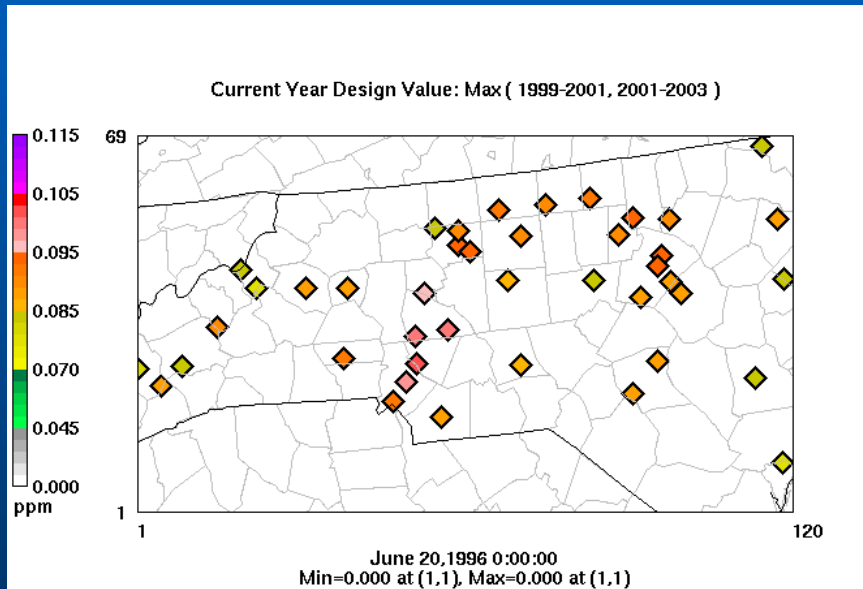 Current Year Design Value: Max ( 1999-2001, 2001-2003 )
0.115
0.105
0.095
0.085
0.070
0.045
0.000
ppm
69
1
1
120
June 20,1996 0:00:00
Min=0.000 at (1,1), Max=0.000 at (1,1)